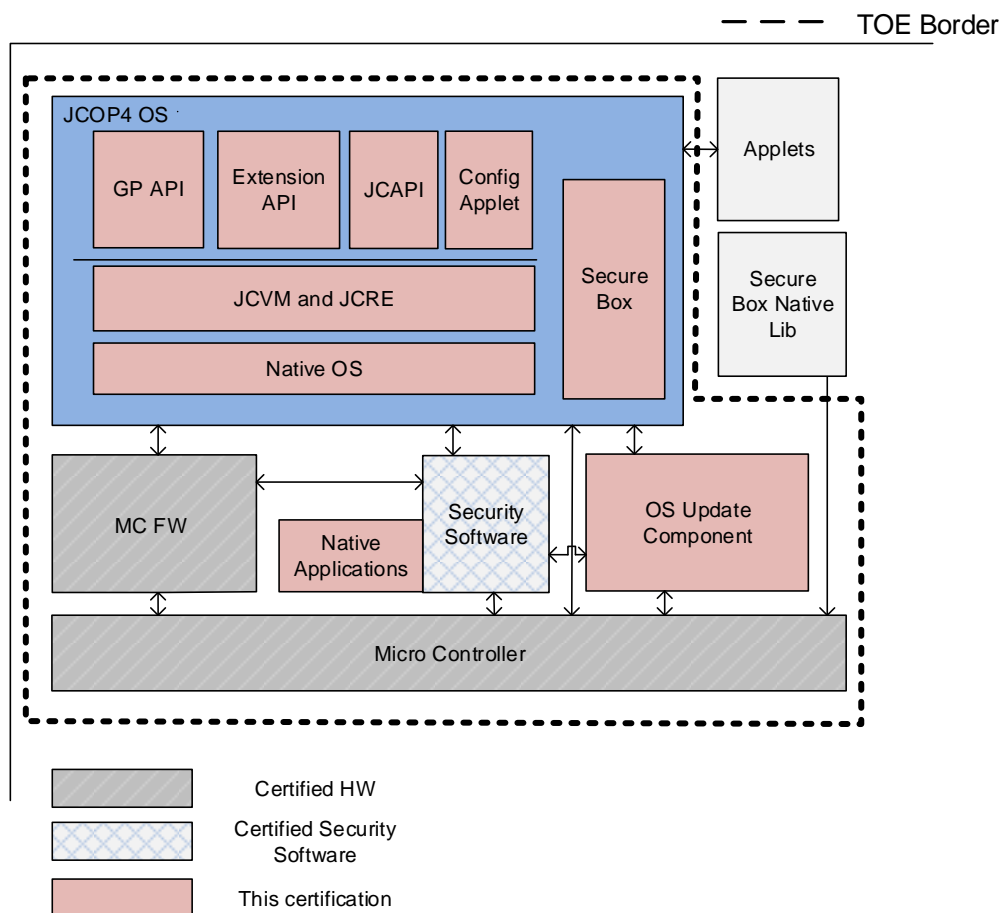 TOE Border
JCOP4 OS
GP API
Extension
API
JCAPI
Config
Applet
Secure
Box
JCVM and JCRE
Native OS
Applets
Secure
Box Native
Lib
MC FW
Native
Applications
Security
Software
OS Update
Component
Micro Controller
Certified HW
Certified Security
Software
This certification